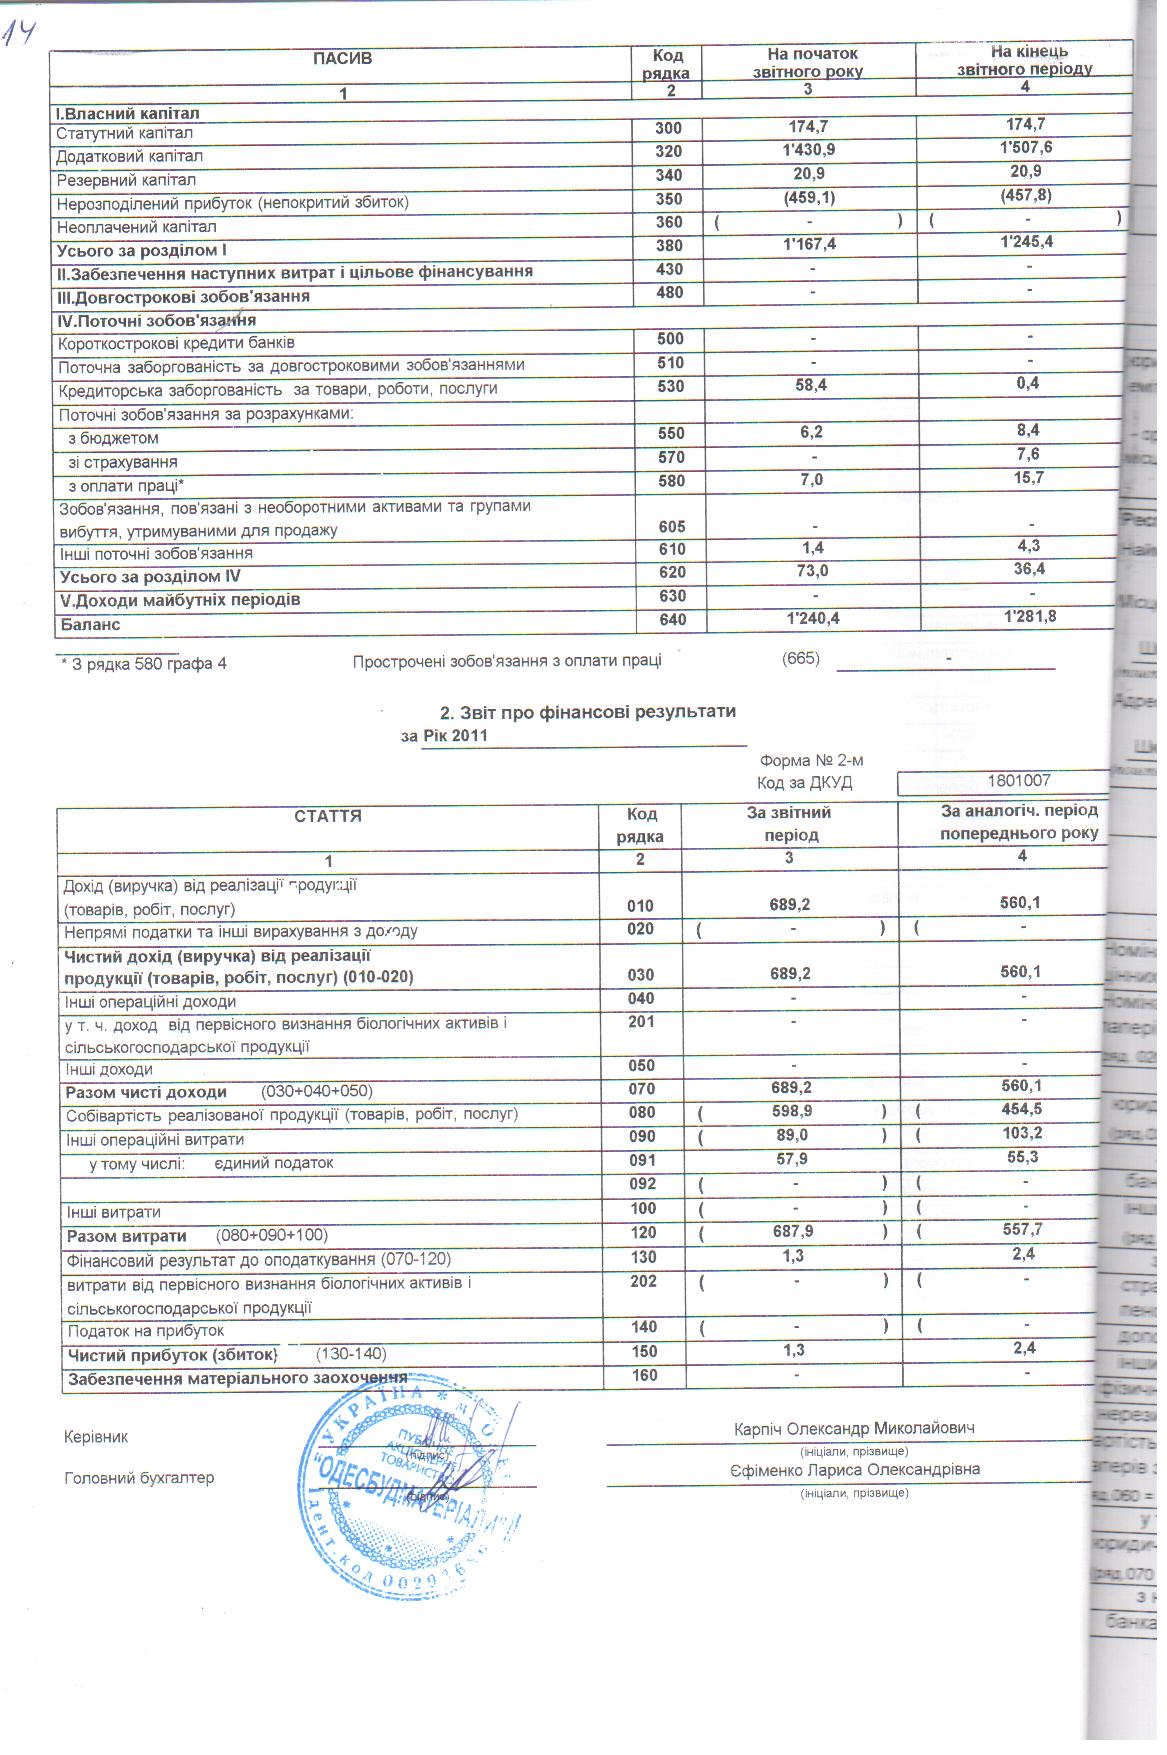 14
ПАСИВ Код рядка На початок звітного року На кінець звітного періоду
1 2 3 4
І.Власний капітал
Статутний капітал 300 174,7 174,7
Додатковий капітал 320 1'430,9 1'507,6
Резервний капітал 340 20,9 20,9
Нерозподілений прибуток (непокритий збиток) 350 (459,1) (457,8)
Неоплачений капітал 360 ( - ) ( - )
Усього за розділом І 380 1'167,4 1'245,4
ІІ.Забезпечення наступних витрат і цільове фінансування 430 - -
ІІІ.Довгострокові зобов'язання 480 - -
ІV.Поточні зобов'язання
Короткострокові кредити банків 500 - -
Поточна заборгованість за довгостроковими зобов'язаннями 510 - -
Кредиторська заборгованість за товари, роботи, послуги 530 58,4 0,4
Поточні зобов'язання за розрахунками:
з бюджетом 550 6,2 8,4
зі страхування 570 - 7,6
з оплати праці* 580 7,0 15,7
Зобов'язання, пов'язані з необоротними активами та групами
вибуття, утримуваними для продажу 605 - -
Інші поточні зобов'язання 610 1,4 4,3
Усього за розділом IV 620 73,0 36,4
V.Доходи майбутніх періодів 630 - -
Баланс 640 1'240,4 1'281,8
* З рядка 580 графа 4 Прострочені зобов'язання з оплати праці (665) -
2. Звіт про фінансові результати
за Рік 2011
Форма № 2-м
Код за ДКУД 1801007
СТАТТЯ Код рядка За звітний період За аналогіч. період попереднього року
1 2 3 4
Дохід (виручка) від реалізації продукції
(товарів, робіт, послуг) 010 689,2 560,1
Непрямі податки та інші вирахування з доходу 020 ( - ) ( -
Чистий дохід (виручка) від реалізації
продукції (товарів, робіт, послуг) (010-020) 030 689,2 560,1
Інші операційні доходи 040 - -
у т. ч. доход від первісного визнання біологічних активів і 201 - -
сільськогосподарської продукції
Інші доходи 050 - -
Разом чисті доходи (030+040+050) 070 689,2 560,1
Собівартість реалізованої продукції (товарів, робіт, послуг) 080 ( 598,9 ) ( 454,5
Інші операційні витрати 090 ( 89,0 ) ( 103,2
у тому числі: єдиний податок 091 57,9 55,3
092 ( - ) ( -
Інші витрати 100 ( - ) ( -
Разом витрати (080+090+100) 120 ( 687,9 ) ( 557,7
Фінансовий результат до оподаткування (070-120) 130 1,3 2,4
витрати від первісного визнання біологічних активів і 202 ( - ) ( -
сільськогосподарської продукції
Податок на прибуток 140 ( - ) ( -
Чистий прибуток (збиток) (130-140) 150 1,3 2,4
Забезпечення матеріального заохочення 160 - -
Керівник (підпис) Карпіч Олександр Миколайович
(ініціали, прізвище)
Головний бухгалтер (підпис) Єфіменко Лариса Олександрівна
(ініціали, прізвище)
УКРАЇНА * м.О
ПУБЛІЧНЕ
АКЦІОНЕРНЕ
ТОВАРИСТВО
"ОДЕСБУДМАТЕРІАЛИ"
Ідент.код